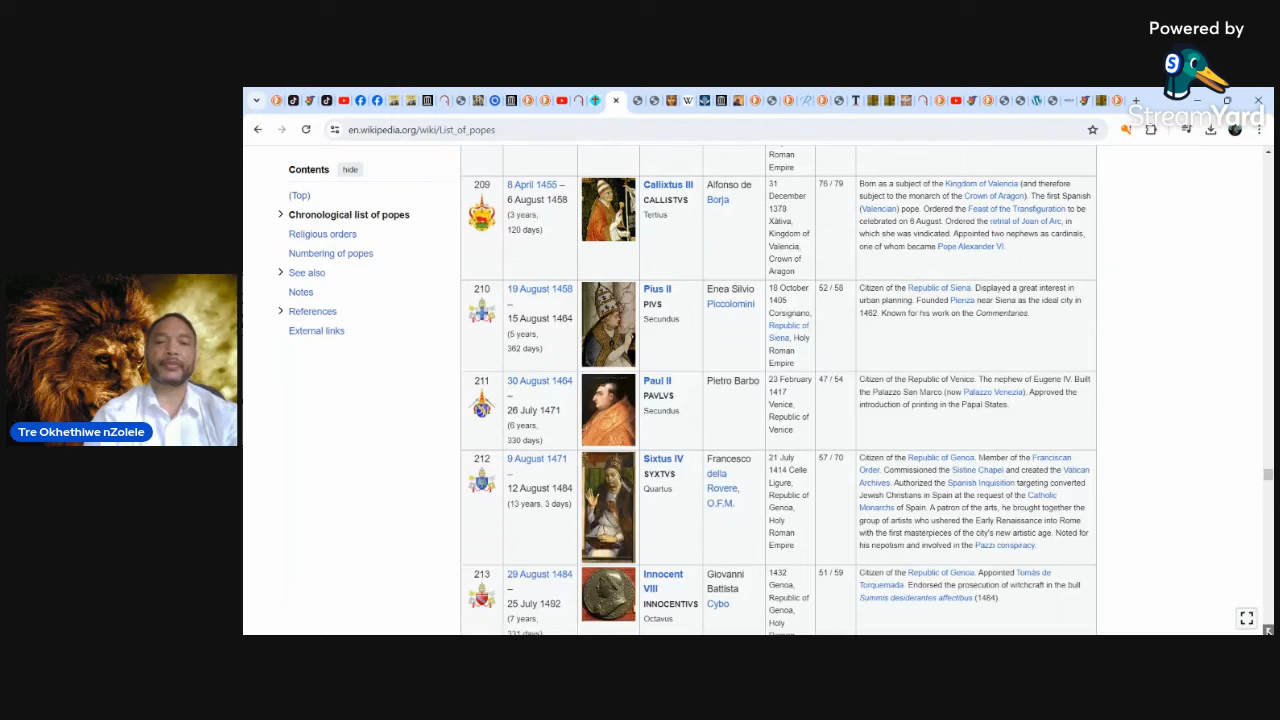 Powered by
S
StreamYard
en.wikipedia.org/wiki/List_of_popes
Contents hide
(Top)
Chronological list of popes
Religious orders
Numbering of popes
See also
Notes
References
External links
Roman
Empire
209
8 April 1455 –
6 August 1458
(3 years,
120 days)
Callixtus III
CALLISTVS
Tertius
Alfonso de
Borja
31
December
1378
Xàtiva,
Kingdom of
Valencia,
Crown of
Aragon
76 / 79
Born as a subject of the Kingdom of Valencia (and therefore
subject to the monarch of the Crown of Aragon). The first Spanish
(Valencian) pope. Ordered the Feast of the Transfiguration to be
celebrated on 6 August. Ordered the retrial of Joan of Arc, in
which she was vindicated. Appointed two nephews as cardinals,
one of whom became Pope Alexander VI.
210
19 August 1458
–
15 August 1464
(5 years,
362 days)
Pius II
PIVS
Secundus
Enea Silvio
Piccolomini
18 October
1405
Corsignano,
Republic of
Siena, Holy
Roman
Empire
52 / 58
Citizen of the Republic of Siena. Displayed a great interest in
urban planning. Founded Pienza near Siena as the ideal city in
1462. Known for his work on the Commentaries.
211
30 August 1464
–
26 July 1471
(6 years,
330 days)
Paul II
PAVLVS
Secundus
Pietro Barbo
23 February
1417
Venice,
Republic of
Venice
47 / 54
Citizen of the Republic of Venice. The nephew of Eugene IV. Built
the Palazzo San Marco (now Palazzo Venezia). Approved the
introduction of printing in the Papal States.
212
9 August 1471
–
12 August 1484
(13 years, 3 days)
Sixtus IV
SYXTVS
Quartus
Francesco
della
Rovere,
O.F.M.
21 July
1414 Celle
Ligure,
Republic of
Genoa,
Holy
Roman
Empire
57 / 70
Citizen of the Republic of Genoa. Member of the Franciscan
Order. Commissioned the Sistine Chapel and created the Vatican
Archives. Authorized the Spanish Inquisition targeting converted
Jewish Christians in Spain at the request of the Catholic
Monarchs of Spain. A patron of the arts, he brought together the
group of artists who ushered the Early Renaissance into Rome
with the first masterpieces of the city's new artistic age. Noted for
his nepotism and involved in the Pazzi conspiracy.
213
29 August 1484
–
25 July 1492
(7 years,
331 days)
Innocent
VIII
INNOCENTIVS
Octavus
Giovanni
Battista
Cybo
1432
Genoa,
Republic of
Genoa,
Holy
Roman
51 / 59
Citizen of the Republic of Genoa. Appointed Tomás de
Torquemada. Endorsed the prosecution of witchcraft in the bull
Summis desiderantes affectibus (1484).
Tre Okhethiwe nZolele